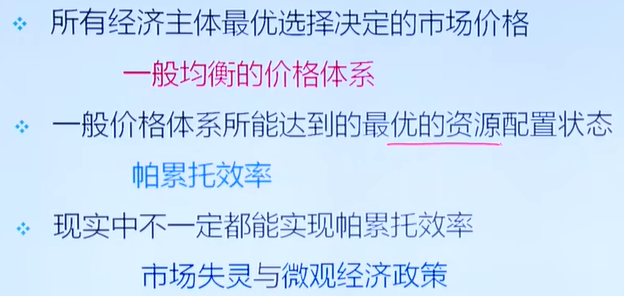 所有经济主体最优选择决定的市场价格
一般均衡的价格体系
一般价格体系所能达到的最优的资源配置状态
帕累托效率
现实中不一定都能实现帕累托效率
市场失灵与微观经济政策